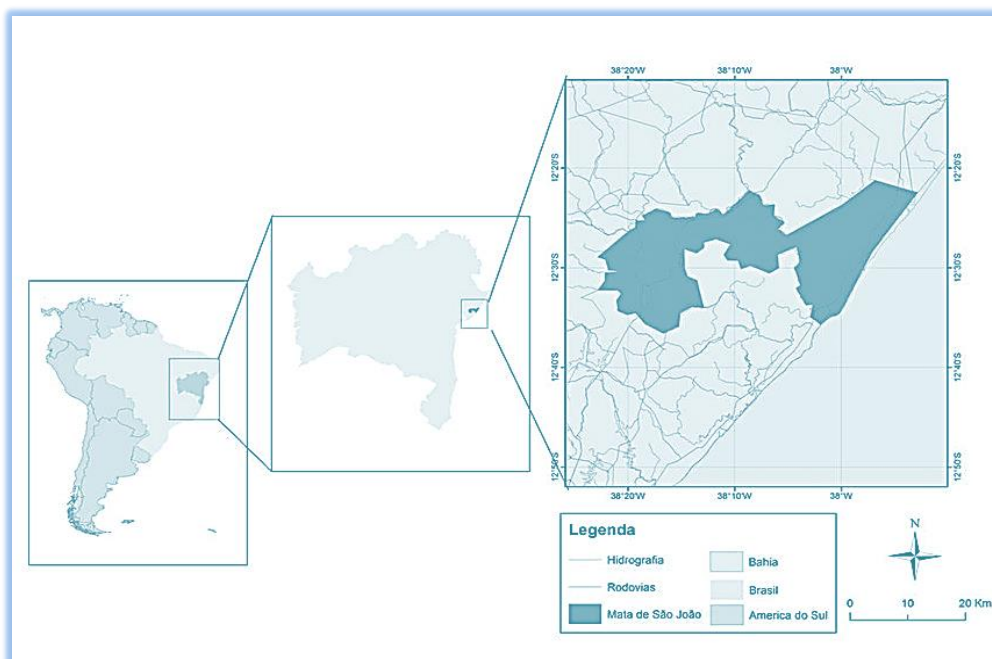 38°20'W 38°10'W 38°W
12°20'S 12°20'S
12°30'S 12°30'S
12°40'S 12°40'S
12°50'S 12°50'S
38°20'W 38°10'W 38°W
Legenda
Hidrografia
Rodovias
Mata de São João
Bahia
Brasil
America do Sul
N
0 10 20 Km